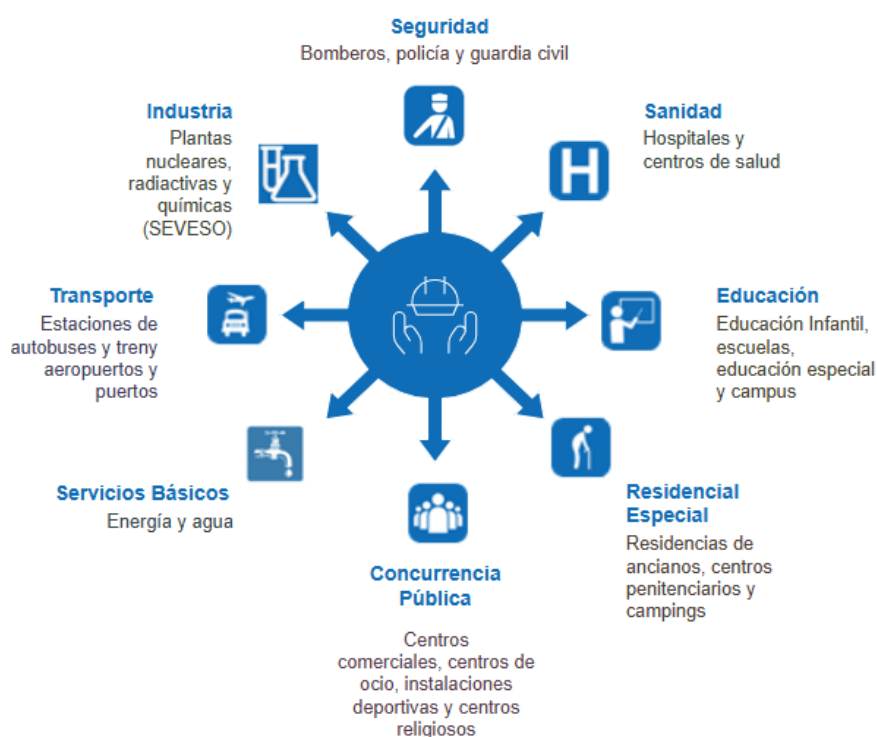 Seguridad
Bomberos, policía y guardia civil
Industria
Plantas
nucleares,
radiactivas y
químicas
(SEVESO)
Sanidad
Hospitales y
centros de salud
H
Transporte
Estaciones de
autobuses y treny
aeropuertos y
puertos
Educación
Educación Infantil,
escuelas,
educación especial
y campus
Servicios Básicos
Energía y agua
Residencial
Especial
Residencias de
ancianos, centros
penitenciarios y
campings
Concurrencia
Pública
Centros
comerciales, centros de
ocio, instalaciones
deportivas y centros
religiosos